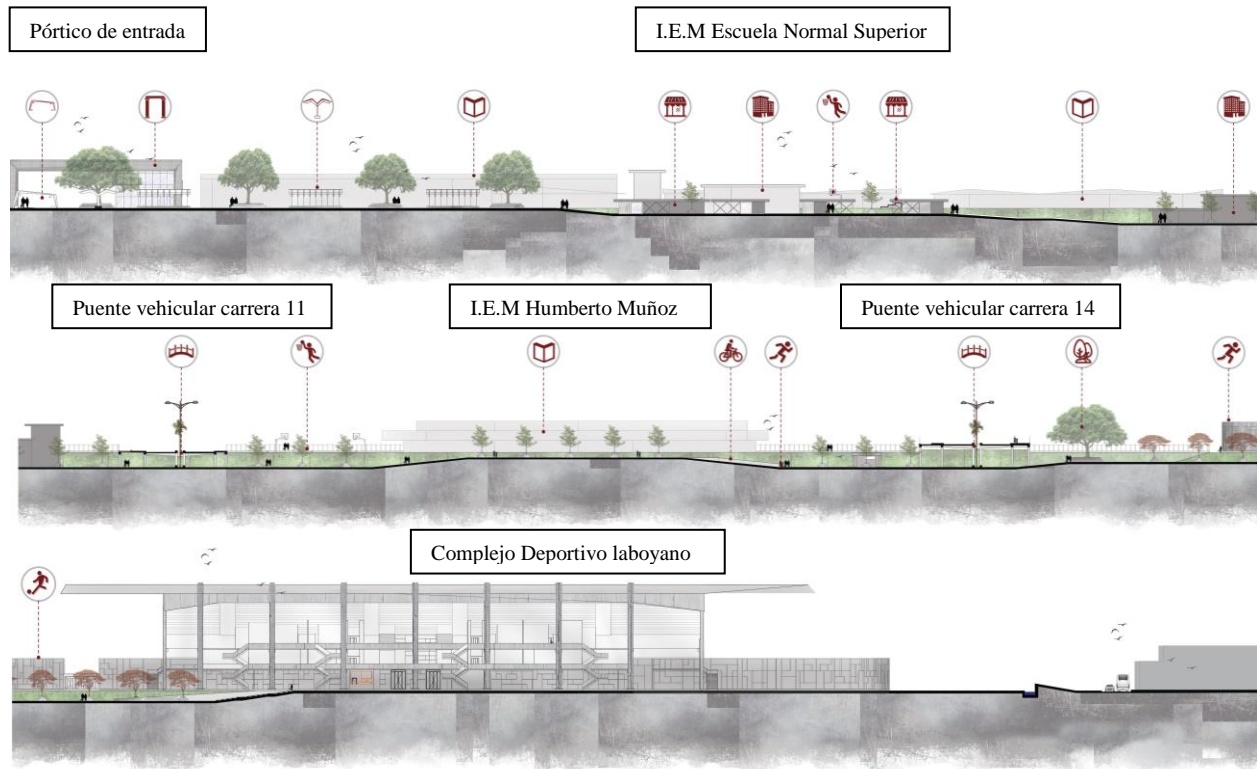 Pórtico de entrada
I.E.M Escuela Normal Superior
Puente vehicular carrera 11
I.E.M Humberto Muñoz
Puente vehicular carrera 14
Complejo Deportivo laboyano